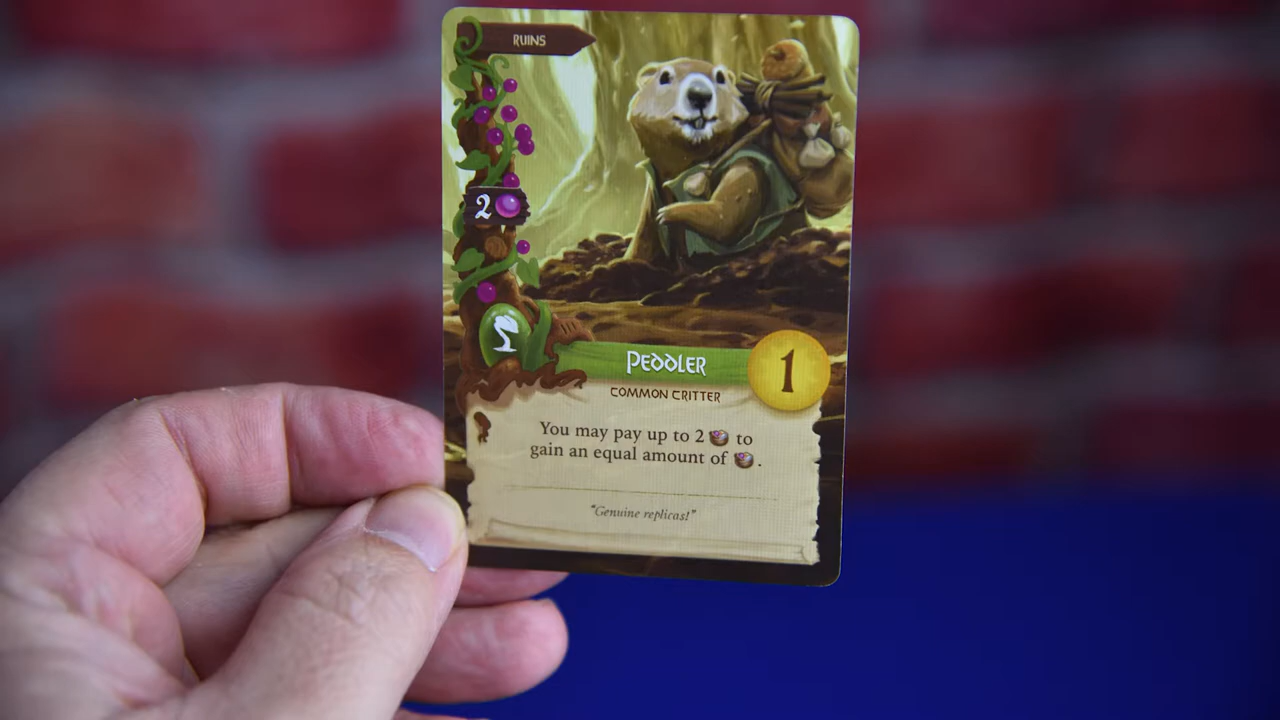 RUINS
2
PEDDLER
1
COMMON CRITTER
You may pay up to 2 to
gain an equal amount of .
"Genuine replicas!"